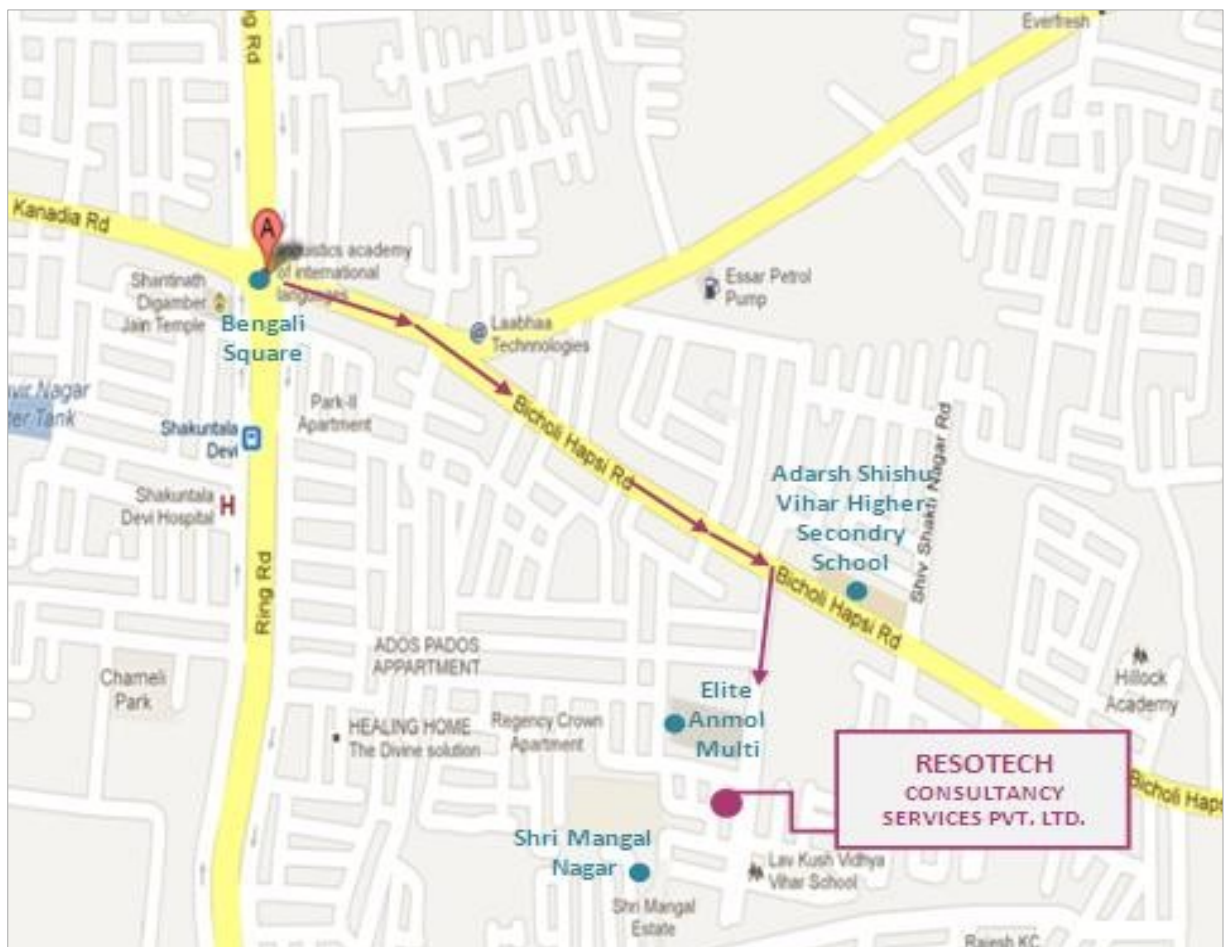 Everfresh
Rd
Kanadia Rd
A
academy
of international
languages
Shantinath
Digamber
Jain Temple
Bengali
Square
Essar Petrol
Pump
Laabhaa
Technnologies
Nagar
Tank
Park-II
Apartment
Shakuntala
Devi
Shakuntala
Devi Hospital
Bicholi Hapsi Rd
Adarsh Shishu
Vihar Higher
Secondry
School
Shiv Shakti Nagar Rd
Ring Rd
Bicholi Hapsi Rd
ADOS PADOS
APPARTMENT
Chameli
Park
Elite
Anmol
Multi
Hillock
Academy
HEALING HOME
The Divine solution
Regency Crown
Apartment
RESOTECH
CONSULTANCY
SERVICES PVT. LTD.
Bicholi
Shri Mangal
Nagar
Lav Kush Vidhya
Vihar School
Shri Mangal
Estate
Rajesh KC